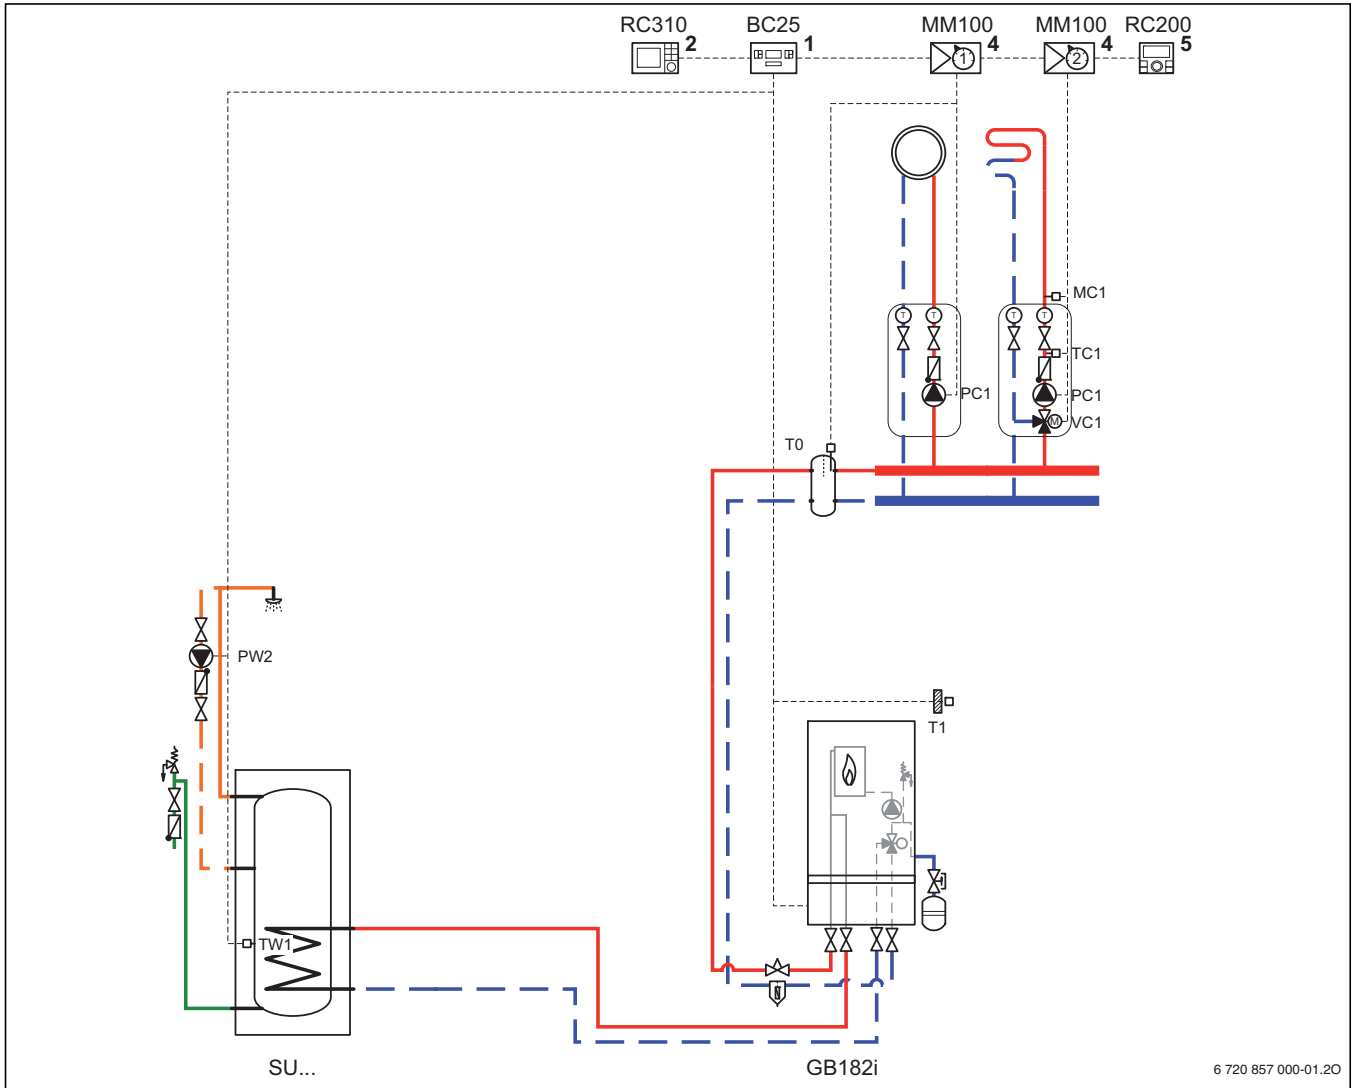 RC310 BC25 MM100 MM100 RC200
2 1 4 4 5
1 2
MC1
T T T T
TC1
PC1 PC1
M VC1
T0
PW2
T1
TW1
SU... GB182i
6 720 857 000-01.2O